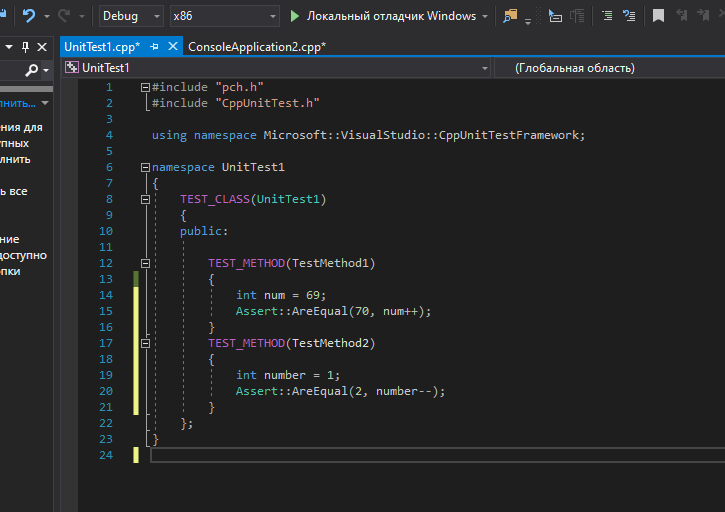 Debug x86 Локальный отладчик Windows
UnitTest1.cpp* ConsoleApplication2.cpp*
UnitTest1 (Глобальная область)
лнить...
ения для
упных
лнить
ь все
ние
доступно
опки
1 #include "pch.h"
2 #include "CppUnitTest.h"
3
4 using namespace Microsoft::VisualStudio::CppUnitTestFramework;
5
6 namespace UnitTest1
7 {
8 TEST_CLASS(UnitTest1)
9 {
10 public:
11
12 TEST_METHOD(TestMethod1)
13 {
14 int num = 69;
15 Assert::AreEqual(70, num++);
16 }
17 TEST_METHOD(TestMethod2)
18 {
19 int number = 1;
20 Assert::AreEqual(2, number--);
21 }
22 };
23 }
24